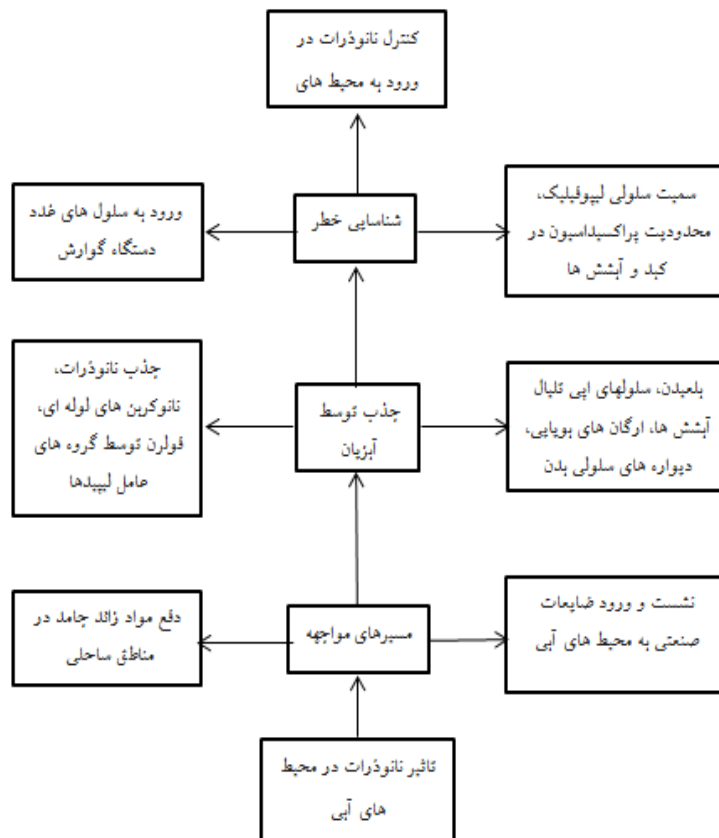 کنترل نانوذرات در
ورود به محیط های
سمیت سلولی لیپوفیلیک،
محدودیت پراکسیداسیون در
کبد و آبشش ها
شناسایی خطر
ورود به سلول های غدد
دستگاه گوارش
بلعیدن، سلولهای اپی تلیال
آبشش ها، ارگان های بویایی،
دیواره های سلولی بدن
جذب توسط
آبزیان
جذب نانوذرات،
نانوکربن های لوله ای،
فولرن توسط گروه های
عامل لیپیدها
نشست و ورود ضایعات
صنعتی به محیط های آبی
مسیرهای مواجهه
دفع مواد زائد جامد در
مناطق ساحلی
تاثیر نانوذرات در محیط
های آبی